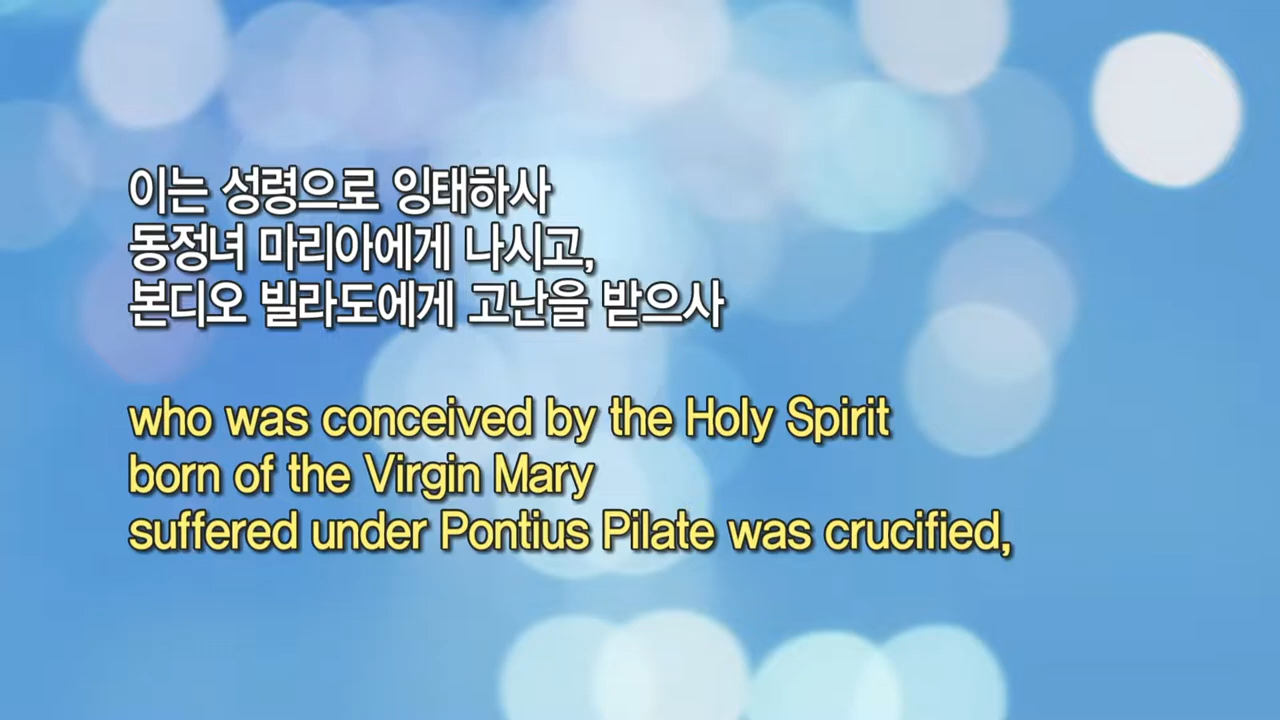 이는 성령으로 잉태하사
동정녀 마리아에게 나시고,
본디오 빌라도에게 고난을 받으사
who was conceived by the Holy Spirit
born of the Virgin Mary
suffered under Pontius Pilate was crucified,